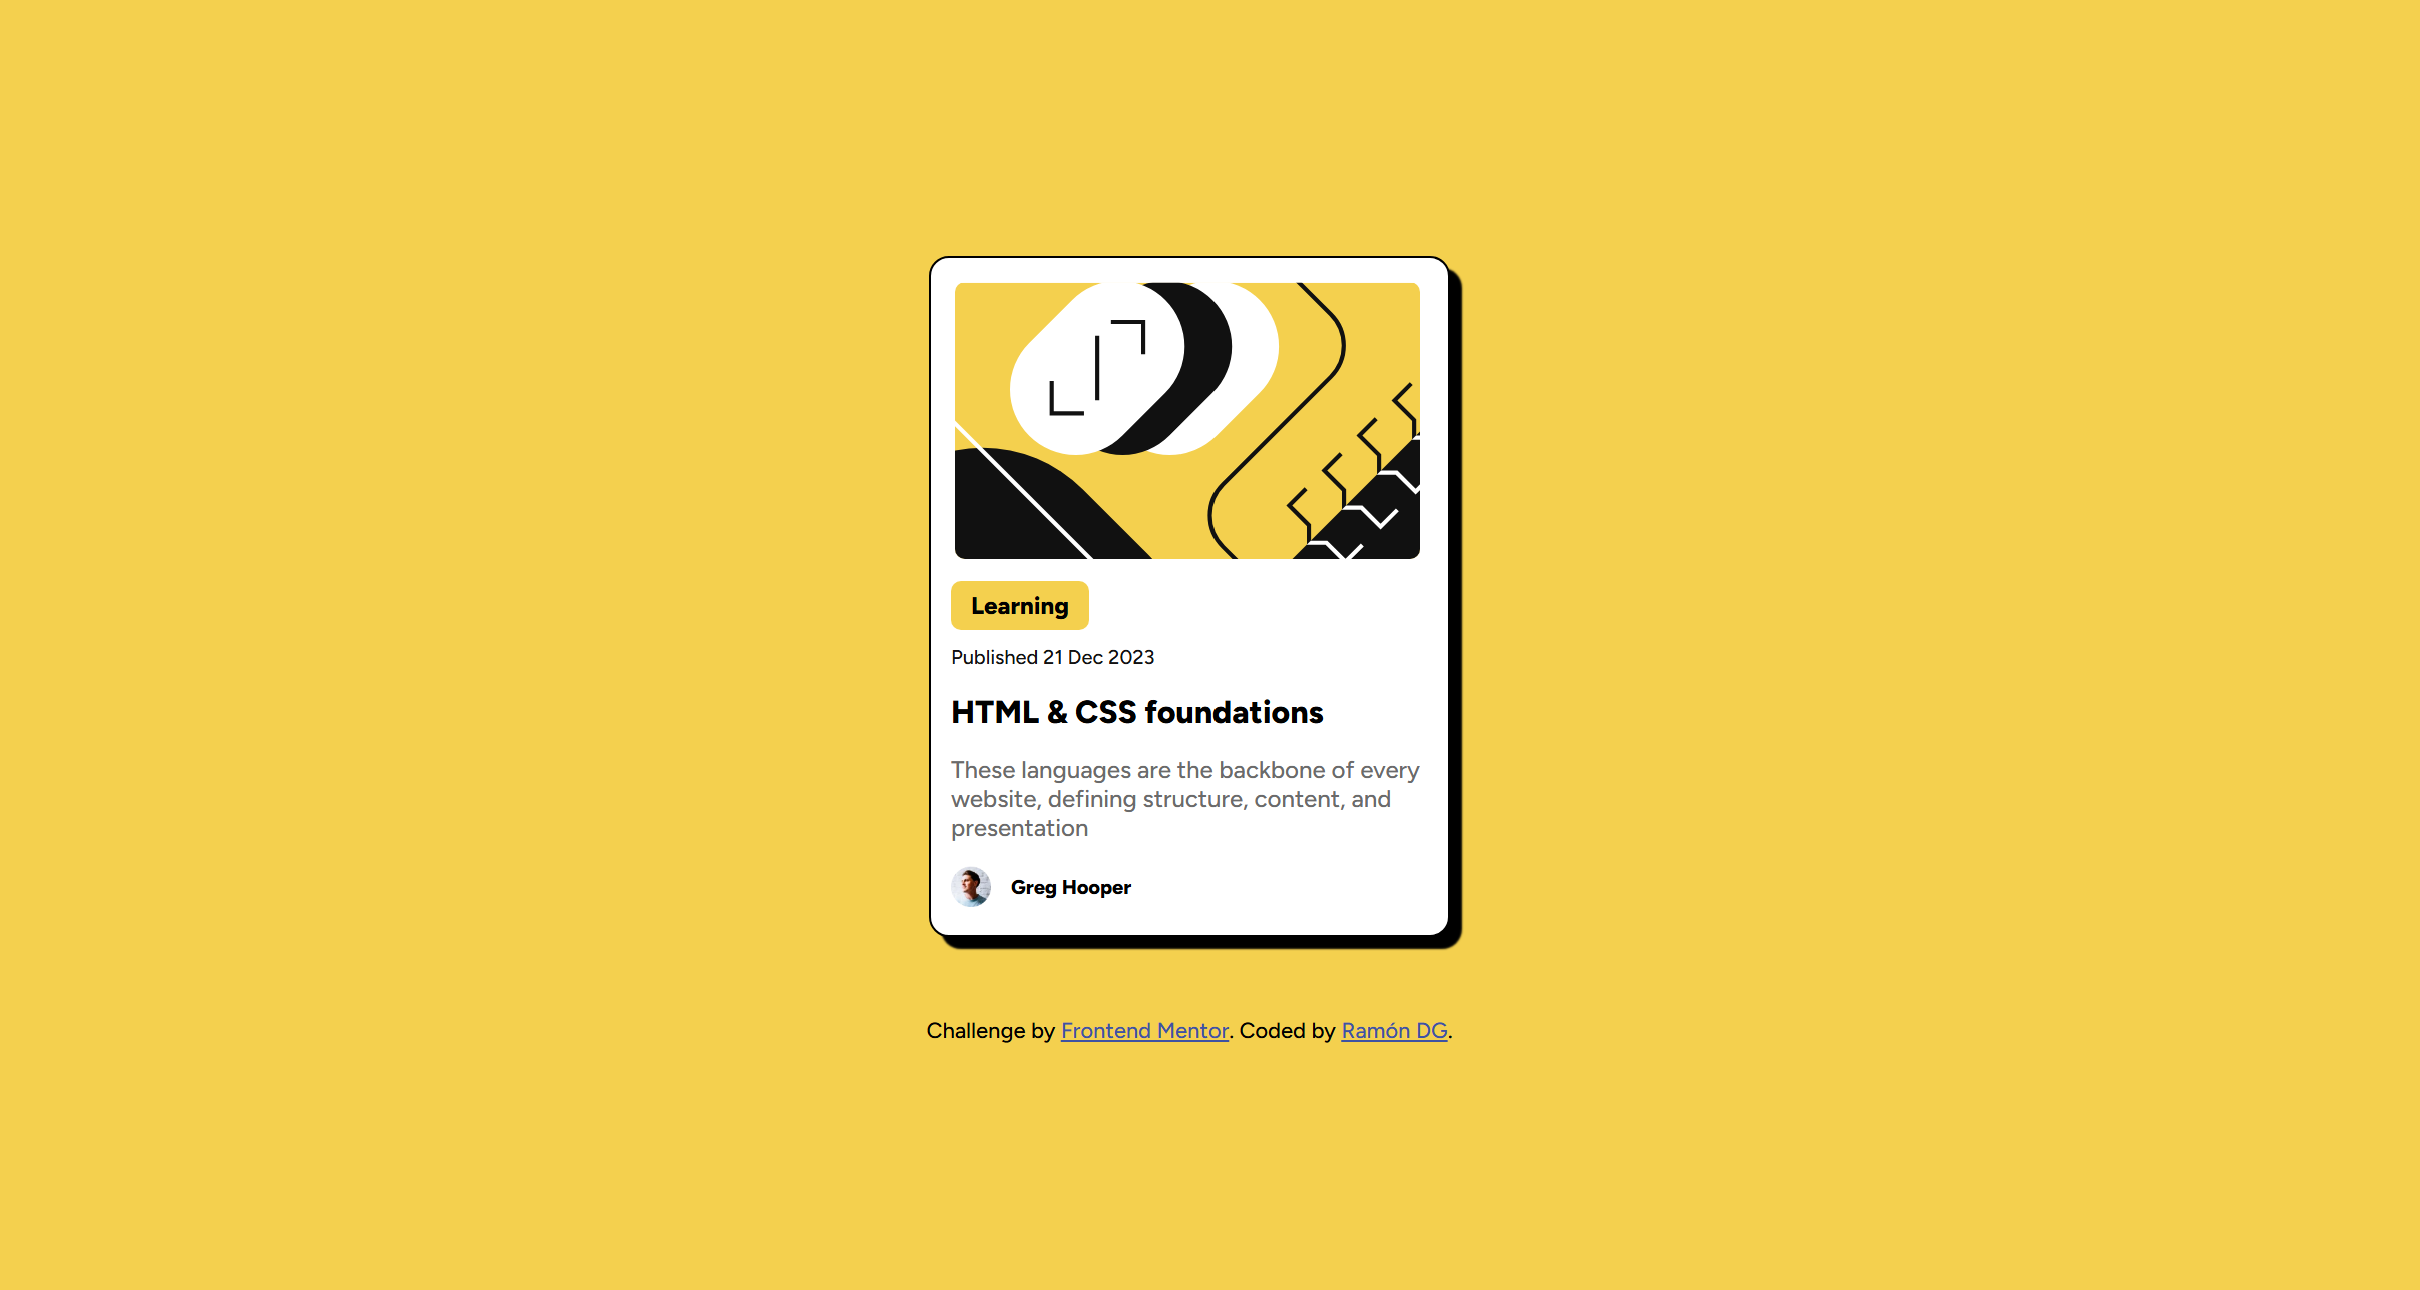 Learning
Published 21 Dec 2023
HTML & CSS foundations
These languages are the backbone of every
website, defining structure, content, and
presentation
Greg Hooper
Challenge by Frontend Mentor. Coded by Ramón DG.